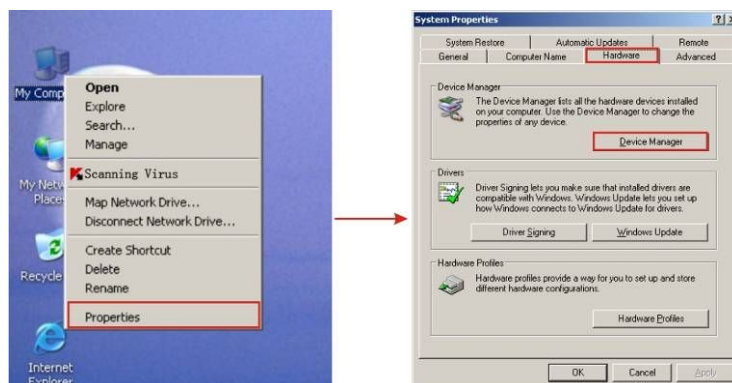 My Comp
Open
Explore
Search...
Manage
Scanning Virus
My Netw
Place
Map Network Drive...
Disconnect Network Drive...
Create Shortcut
Delete
Rename
Recycle
Properties
Internet
Explorer
System Properties
System Restore Automatic Updates Remote
General Computer Name Hardware Advanced
Device Manager
The Device Manager lists all the hardware devices installed
on your computer. Use the Device Manager to change the
properties of any device.
Device Manager
Drivers
Driver Signing lets you make sure that installed drivers are
compatible with Windows. Windows Update lets you set up
how Windows connects to Windows Update for drivers.
Driver Signing Windows Update
Hardware Profiles
Hardware profiles provide a way for you to set up and store
different hardware configurations.
Hardware Profiles
OK Cancel Apply